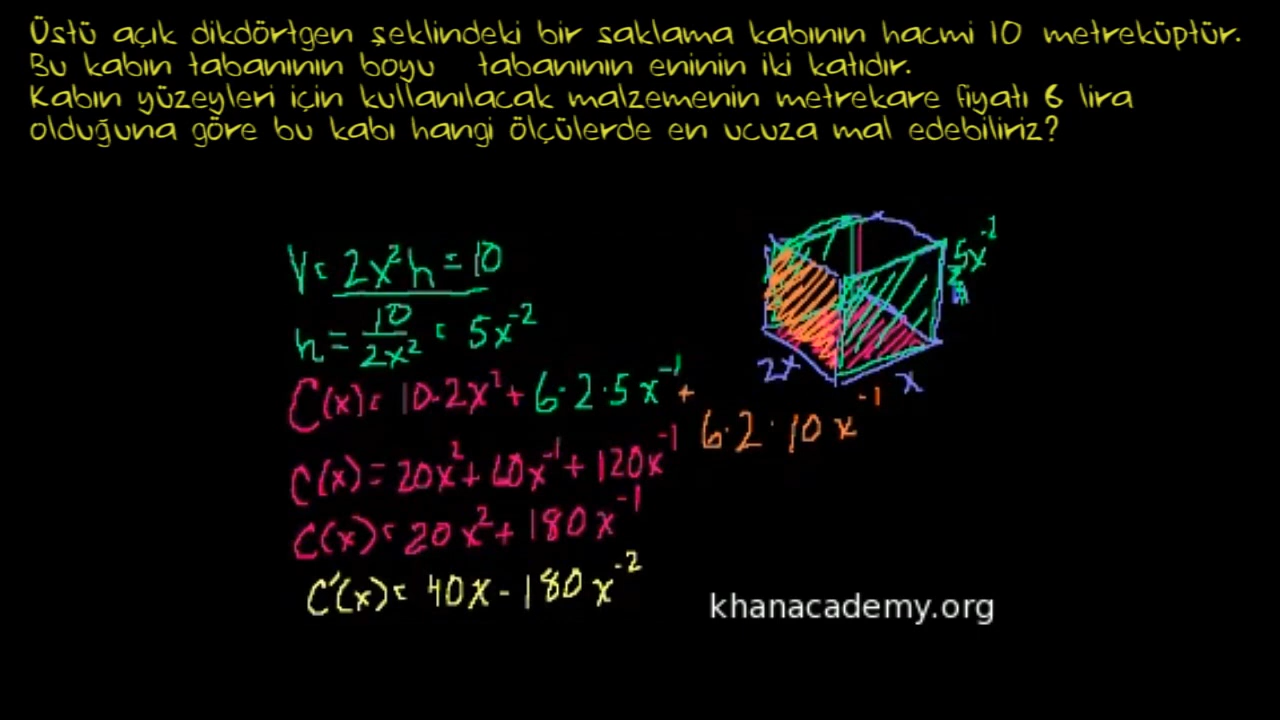 Üstü açık dikdörtgen şeklindeki bir saklama kabının hacmi 10 metreküptür.
Bu kabın tabanının boyu tabanının eninin iki katıdır.
Kabın yüzeyleri için kullanılacak malzemenin metrekare fiyatı 6 lira
olduğuna göre bu kabı hangi ölçülerde en ucuza mal edebiliriz?
V = 2x²h = 10
h = 10/2x² = 5x⁻²
C(x) = 10·2x² + 6·2·5x⁻¹ +
6·2·10x⁻¹
C(x) = 20x² + 60x⁻¹ + 120x⁻¹
C(x) = 20x² + 180x⁻¹
C'(x) = 40x - 180x⁻²
5x⁻²
h
2x
x
khanacademy.org